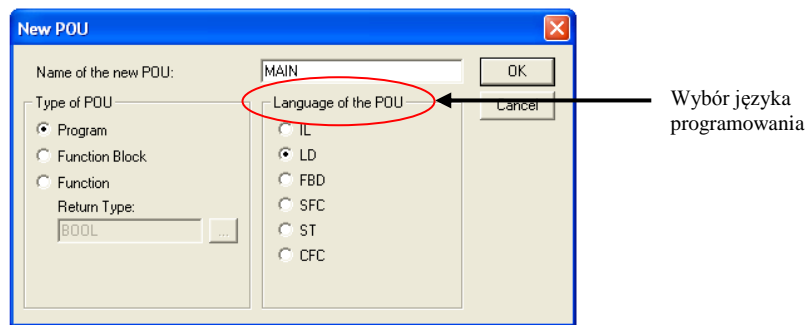 New POU
Name of the new POU:
MAIN
OK
Type of POU
Language of the POU
Cancel
Wybór języka
programowania
Program
IL
Function Block
LD
Function
FBD
Return Type:
SFC
BOOL
...
ST
CFC